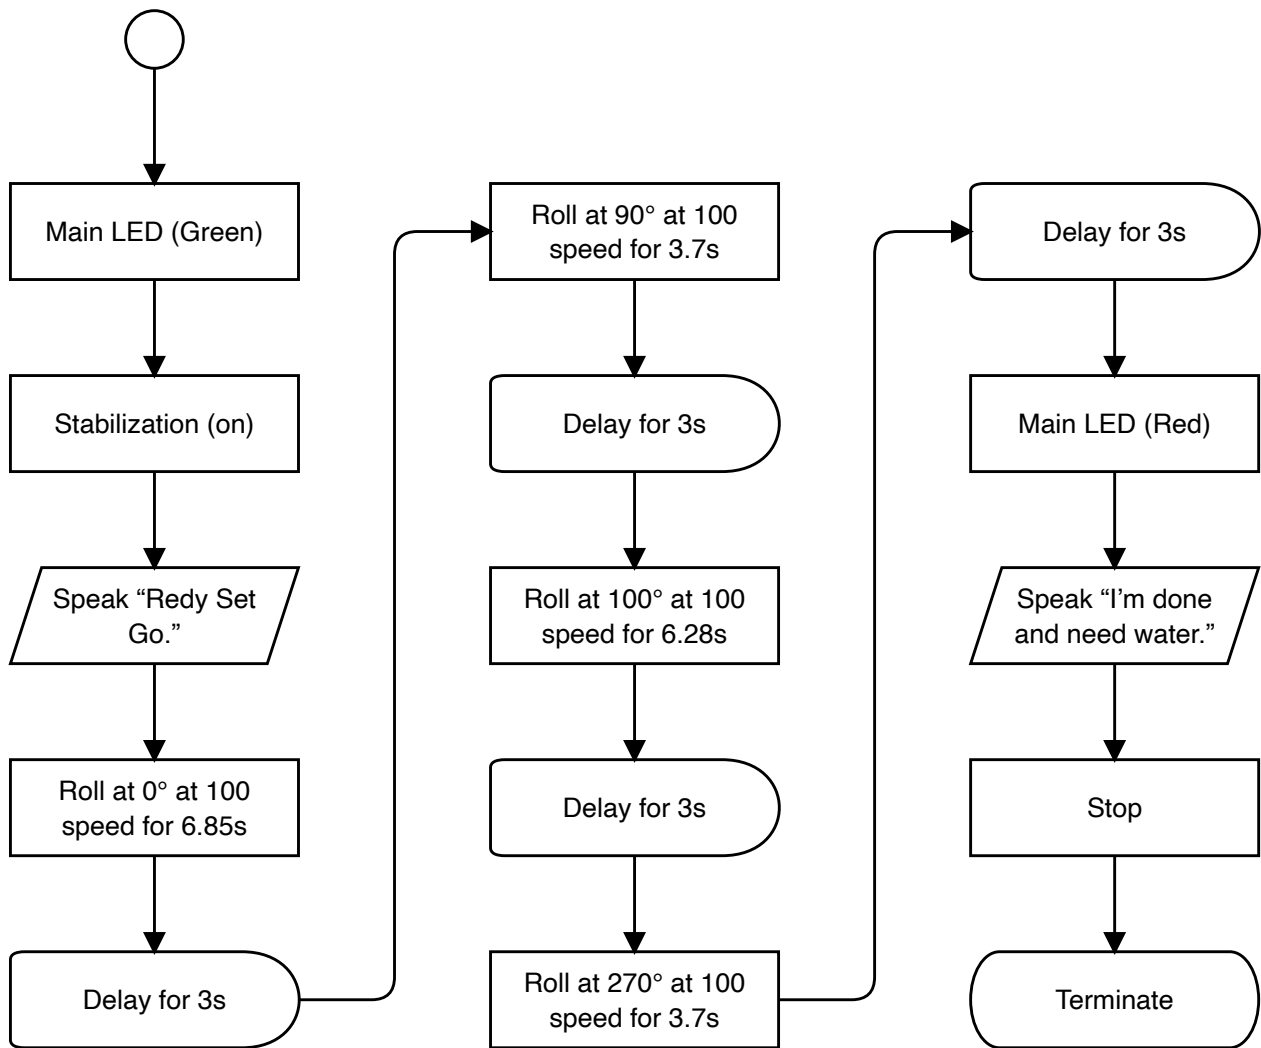 Main LED (Green)
Stabilization (on)
Speak “Redy Set
Go.”
Roll at 0° at 100
speed for 6.85s
Delay for 3s
Roll at 90° at 100
speed for 3.7s
Delay for 3s
Roll at 100° at 100
speed for 6.28s
Delay for 3s
Roll at 270° at 100
speed for 3.7s
Delay for 3s
Main LED (Red)
Speak “I’m done
and need water.”
Stop
Terminate